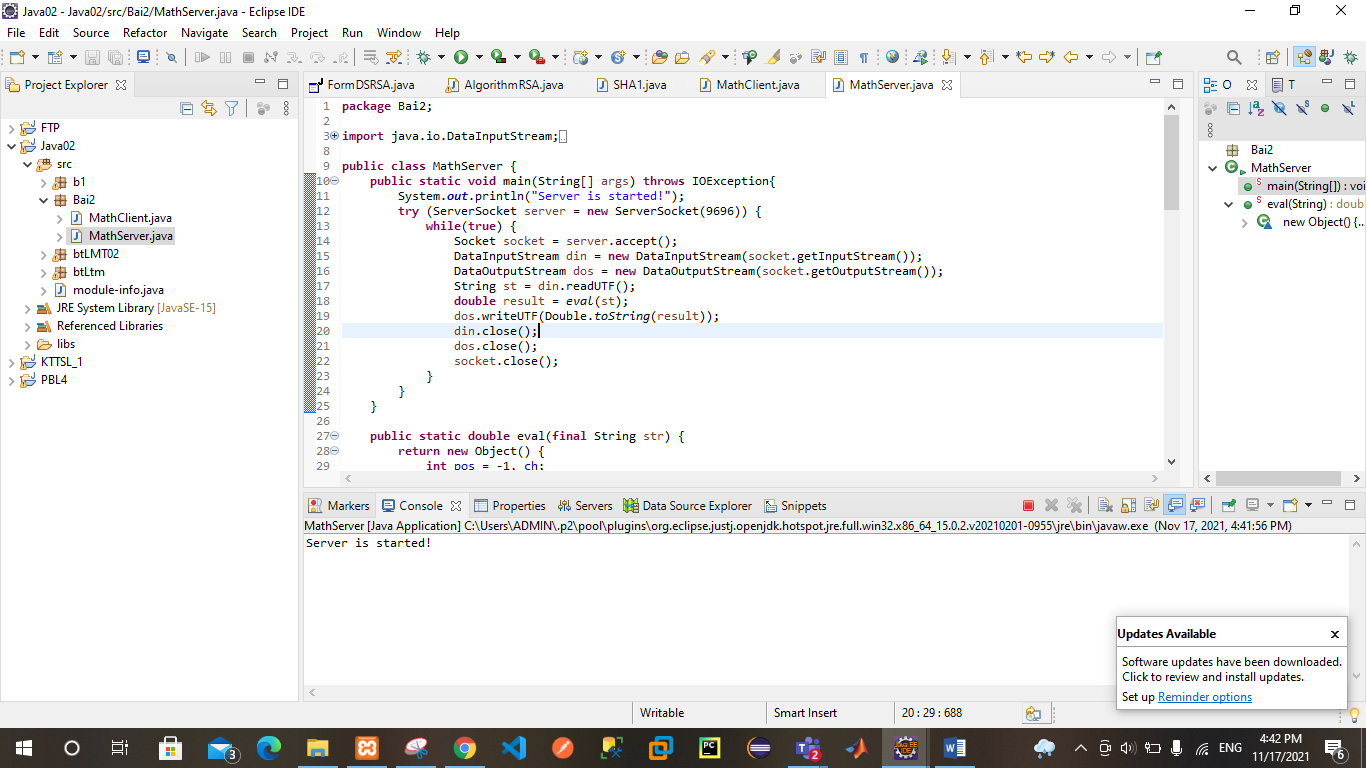 Java02 - Java02/src/Bai2/MathServer.java - Eclipse IDE
File Edit Source Refactor Navigate Search Project Run Window Help
Project Explorer
FTP
Java02
src
b1
Bai2
MathClient.java
MathServer.java
btLMT02
btLtm
module-info.java
JRE System Library [JavaSE-15]
Referenced Libraries
libs
KTTSL_1
PBL4
FormDSRSA.java AlgorithmRSA.java SHA1.java MathClient.java MathServer.java
1 package Bai2;
2
3 import java.io.DataInputStream;
8
9 public class MathServer {
10 public static void main(String[] args) throws IOException{
11 System.out.println("Server is started!");
12 try (ServerSocket server = new ServerSocket(9696)) {
13 while(true) {
14 Socket socket = server.accept();
15 DataInputStream din = new DataInputStream(socket.getInputStream());
16 DataOutputStream dos = new DataOutputStream(socket.getOutputStream());
17 String st = din.readUTF();
18 double result = eval(st);
19 dos.writeUTF(Double.toString(result));
20 din.close();
21 dos.close();
22 socket.close();
23 }
24 }
25 }
26
27 public static double eval(final String str) {
28 return new Object() {
29 int pos = -1, ch;
O T
Bai2
MathServer
main(String[]) : voi
eval(String) : doub
new Object() {...
Markers Console Properties Servers Data Source Explorer Snippets
MathServer [Java Application] C:\Users\ADMIN\.p2\pool\plugins\org.eclipse.justj.openjdk.hotspot.jre.full.win32.x86_64_15.0.2.v20210201-0955\jre\bin\javaw.exe (Nov 17, 2021, 4:41:56 PM)
Server is started!
Updates Available
Software updates have been downloaded.
Click to review and install updates.
Set up Reminder options
Writable Smart Insert 20 : 29 : 688
3 2 ENG 4:42 PM
11/17/2021 6